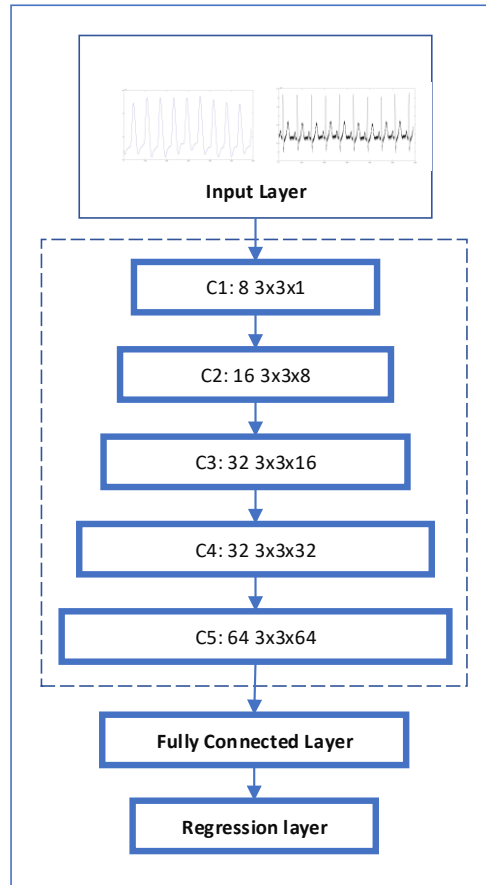 Input Layer
C1: 8 3x3x1
C2: 16 3x3x8
C3: 32 3x3x16
C4: 32 3x3x32
C5: 64 3x3x64
Fully Connected Layer
Regression layer